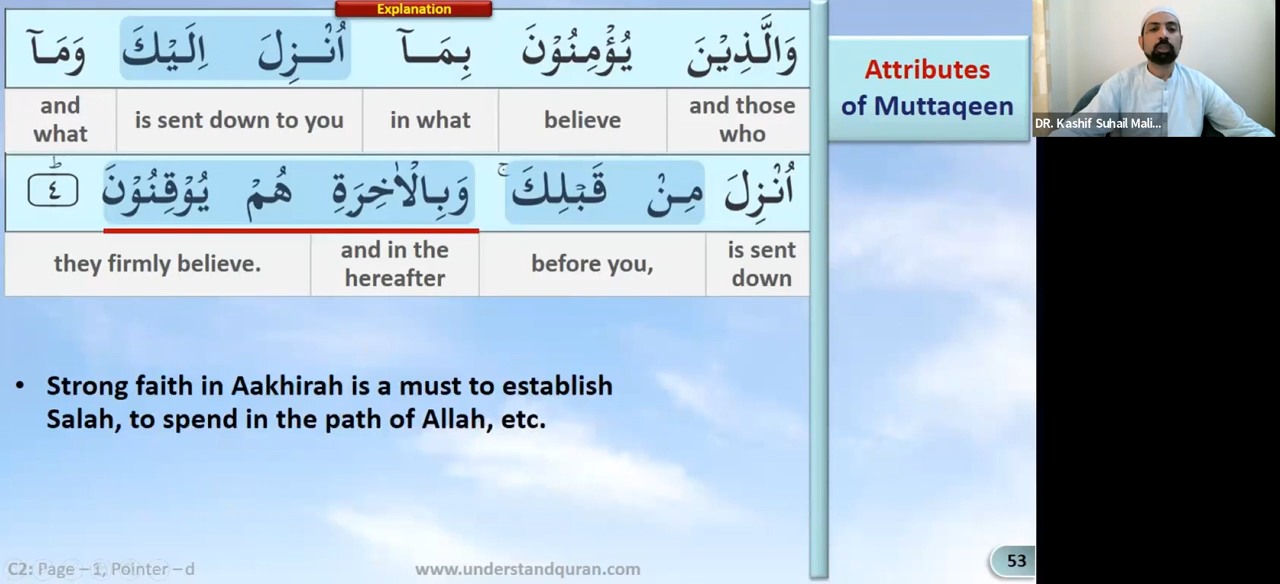 Explanation
وَالَّذِيْنَ يُؤْمِنُوْنَ بِمَاۤ اُنْزِلَ اِلَيْكَ وَمَاۤ
and those who
believe
in what
is sent down to you
and what
اُنْزِلَ مِنْ قَبْلِكَ ۚ وَبِالْاٰخِرَةِ هُمْ يُوْقِنُوْنَ ؕ ٤
is sent down
before you,
and in the hereafter
they firmly believe.
Attributes
of Muttaqeen
DR. Kashif Suhail Mali...
• Strong faith in Aakhirah is a must to establish
Salah, to spend in the path of Allah, etc.
C2: Page – 1, Pointer – d
www.understandquran.com
53